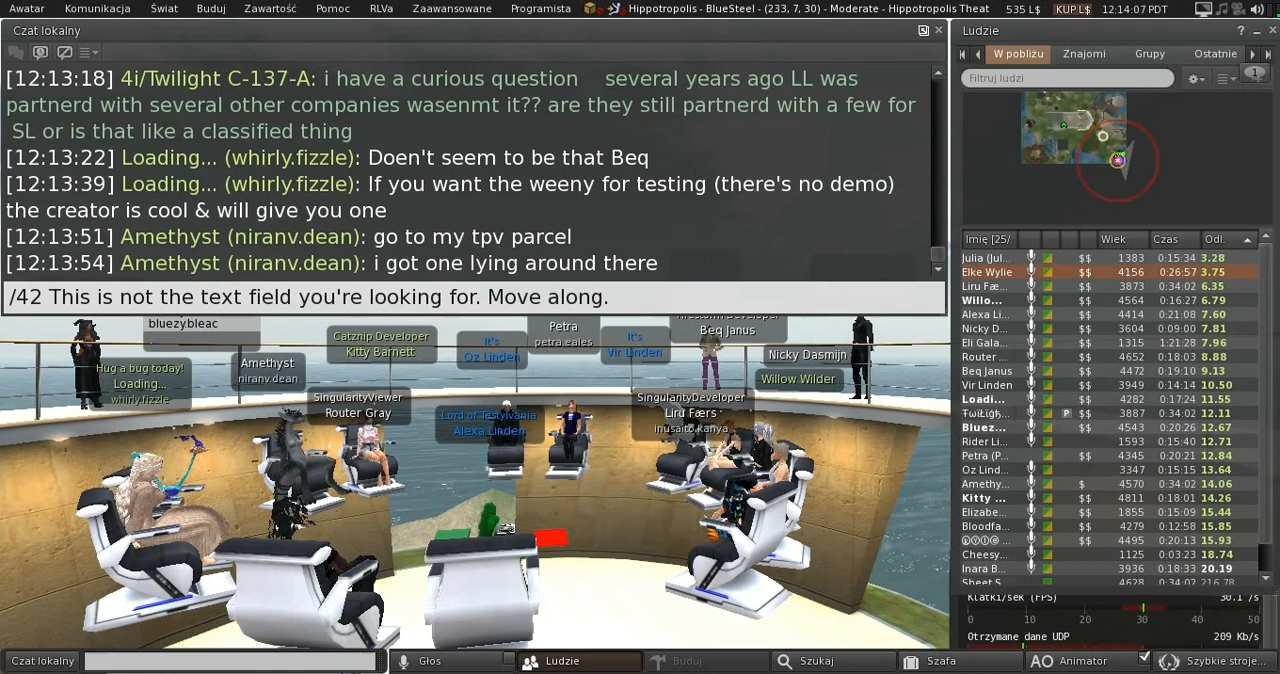 Awatar Komunikacja Świat Buduj Zawartość Pomoc RLVa Zaawansowane Programista Hippotropolis - BlueSteel - (233, 7, 30) - Moderate - Hippotropolis Theat 535 L$ KUP L$ 12:14:07 PDT
Czat lokalny
[12:13:18] 4i/Twilight C-137-A: i have a curious question several years ago LL was
partnerd with several other companies wasenmt it?? are they still partnerd with a few for
SL or is that like a classified thing
[12:13:22] Loading... (whirly.fizzle): Doen't seem to be that Beq
[12:13:39] Loading... (whirly.fizzle): If you want the weeny for testing (there's no demo)
the creator is cool & will give you one
[12:13:51] Amethyst (niranv.dean): go to my tpv parcel
[12:13:54] Amethyst (niranv.dean): i got one lying around there
/42 This is not the text field you're looking for. Move along.
bluezy.bleac
Hug a bug today!
Loading...
whirly.fizzle
Amethyst
niranv.dean
Catznip Developer
Kitty Barnett
It's
Oz Linden
Petra
petra.eales
It's
Vir Linden
Beq Janus
Nicky Dasmijn
Willow Wilder
SingularityViewer
Router Gray
Lord of Testylvania
Alexa Linden
SingularityDeveloper
Liru Færs
inusaito.kanya
Ludzie
? _ ×
W pobliżu Znajomi Grupy Ostatnie
1
Filtruj ludzi
Imię [25/ Wiek Czas Odl.
Julia (Jul... $$ 1383 0:15:34 3.28
Elke Wylie $$ 4156 0:26:57 3.75
Liru Fæ... $$ 3873 0:34:02 6.35
Willo... $$ 4564 0:16:27 6.79
Alexa Li... $$ 4414 0:21:08 7.60
Nicky D... $$ 3604 0:09:00 7.81
Eli Gala... $$ 1315 1:21:28 7.96
Router ... $$ 4652 0:18:03 8.88
Beq Janus $$ 4472 0:19:10 9.13
Vir Linden $$ 3949 0:14:14 10.50
Loadi... $$ 4282 0:17:24 11.55
P $$ 3887 0:34:02 12.11
Bluez... $$ 4543 0:20:26 12.67
Rider Li... 1593 0:15:40 12.71
Petra (P... $$ 4345 0:20:21 12.84
Oz Lind... 3347 0:15:15 13.64
Amethy... $ 4570 0:34:02 14.06
Kitty ... $$ 4811 0:18:01 14.26
Elizabe... $$ 1855 0:15:09 15.44
Bloodfa... $$ 4279 0:12:58 15.85
$$ 4495 0:20:13 15.93
Cheesy... 1125 0:03:23 18.74
Inara B... $$ 3936 0:18:33 20.19
Sheet S... 4628 0:34:02 216.78
Klatki/sek (FPS) 30.1 /s
0 10 20 30 40 50
Otrzymane dane UDP 209 Kb/s
Czat lokalny Głos Ludzie Buduj Szukaj Szafa AO Animator Szybkie stroje...